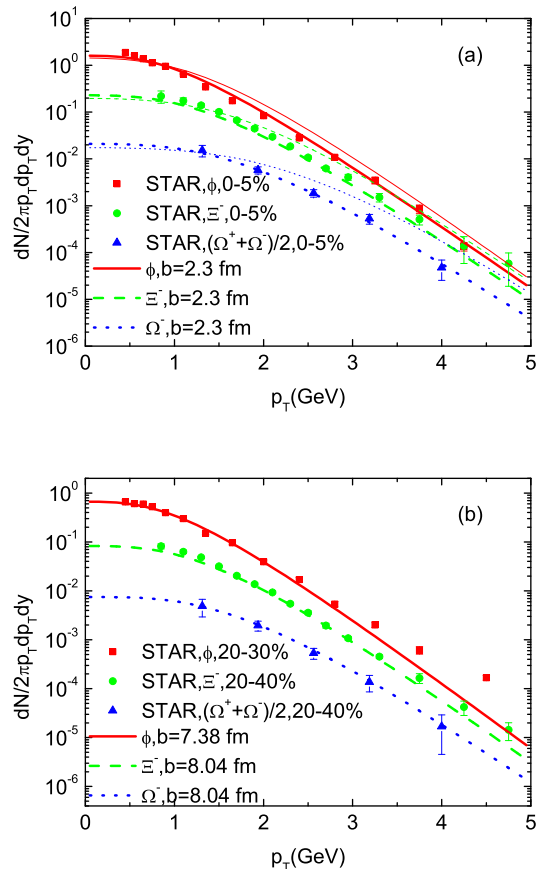 (a)
10^1
10^0
10^-1
10^-2
10^-3
10^-4
10^-5
10^-6
dN/2πp_T dp_T dy
STAR,ϕ,0-5%
STAR,Ξ^-,0-5%
STAR,(Ω^++Ω^-)/2,0-5%
ϕ,b=2.3 fm
Ξ^-,b=2.3 fm
Ω^-,b=2.3 fm
0 1 2 3 4 5
p_T(GeV)
(b)
10^0
10^-1
10^-2
10^-3
10^-4
10^-5
10^-6
dN/2πp_T dp_T dy
STAR,ϕ,20-30%
STAR,Ξ^-,20-40%
STAR,(Ω^++Ω^-)/2,20-40%
ϕ,b=7.38 fm
Ξ^-,b=8.04 fm
Ω^-,b=8.04 fm
0 1 2 3 4 5
p_T(GeV)